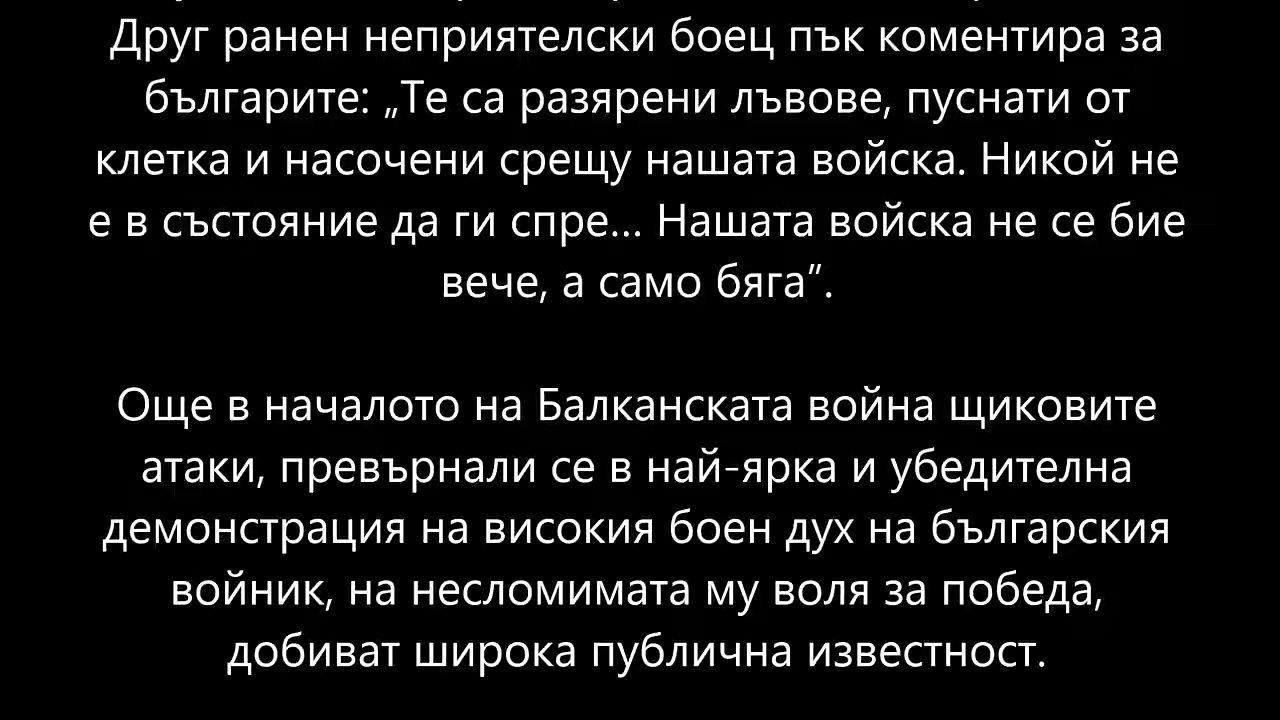 Друг ранен неприятелски боец пък коментира за
българите: „Те са разярени лъвове, пуснати от
клетка и насочени срещу нашата войска. Никой не
е в състояние да ги спре... Нашата войска не се бие
вече, а само бяга”.
Още в началото на Балканската война щиковите
атаки, превърнали се в най-ярка и убедителна
демонстрация на високия боен дух на българския
войник, на несломимата му воля за победа,
добиват широка публична известност.